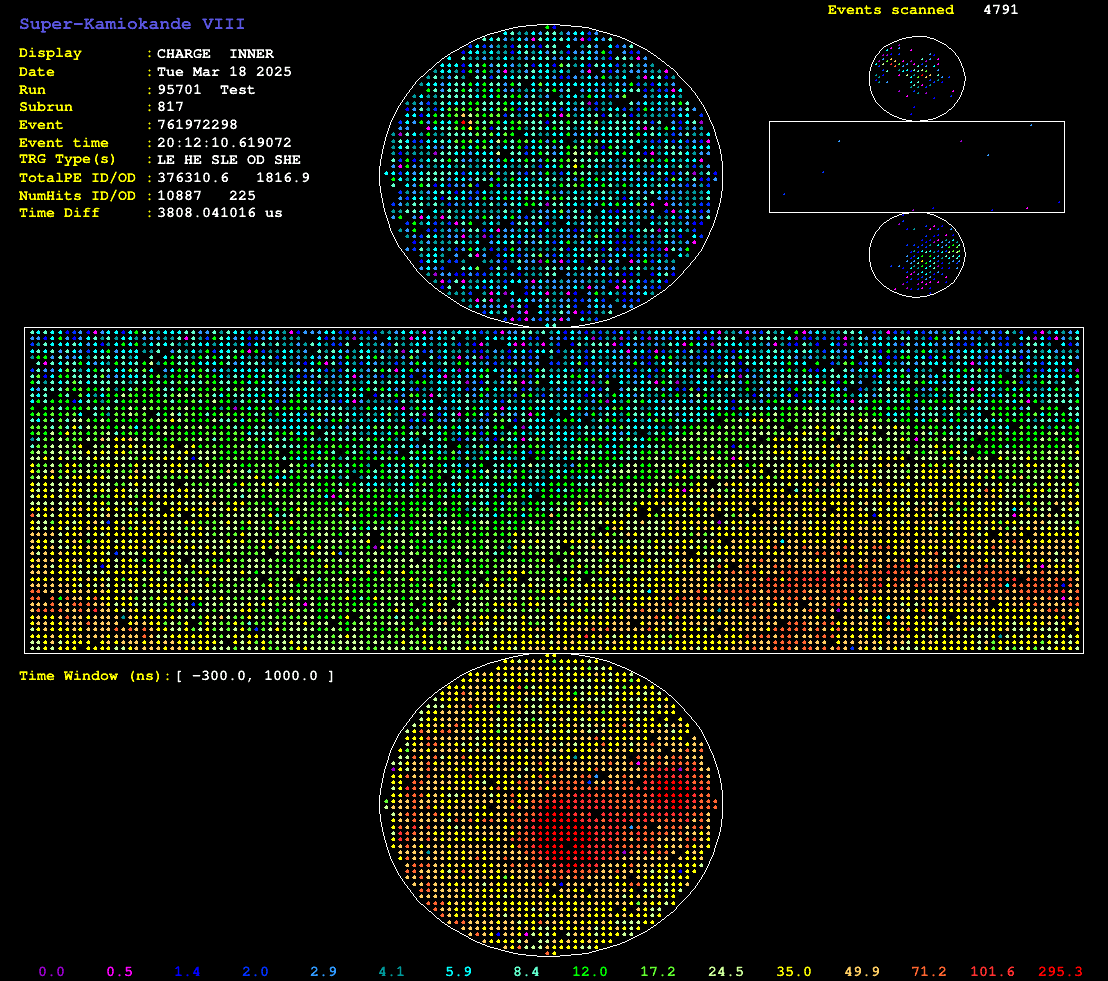 Events scanned 4791
Super-Kamiokande VIII
Display : CHARGE INNER
Date : Tue Mar 18 2025
Run : 95701 Test
Subrun : 817
Event : 761972298
Event time : 20:12:10.619072
TRG Type(s) : LE HE SLE OD SHE
TotalPE ID/OD : 376310.6 1816.9
NumHits ID/OD : 10887 225
Time Diff : 3808.041016 us
Time Window (ns): [ -300.0, 1000.0 ]
0.0 0.5 1.4 2.0 2.9 4.1 5.9 8.4 12.0 17.2 24.5 35.0 49.9 71.2 101.6 295.3